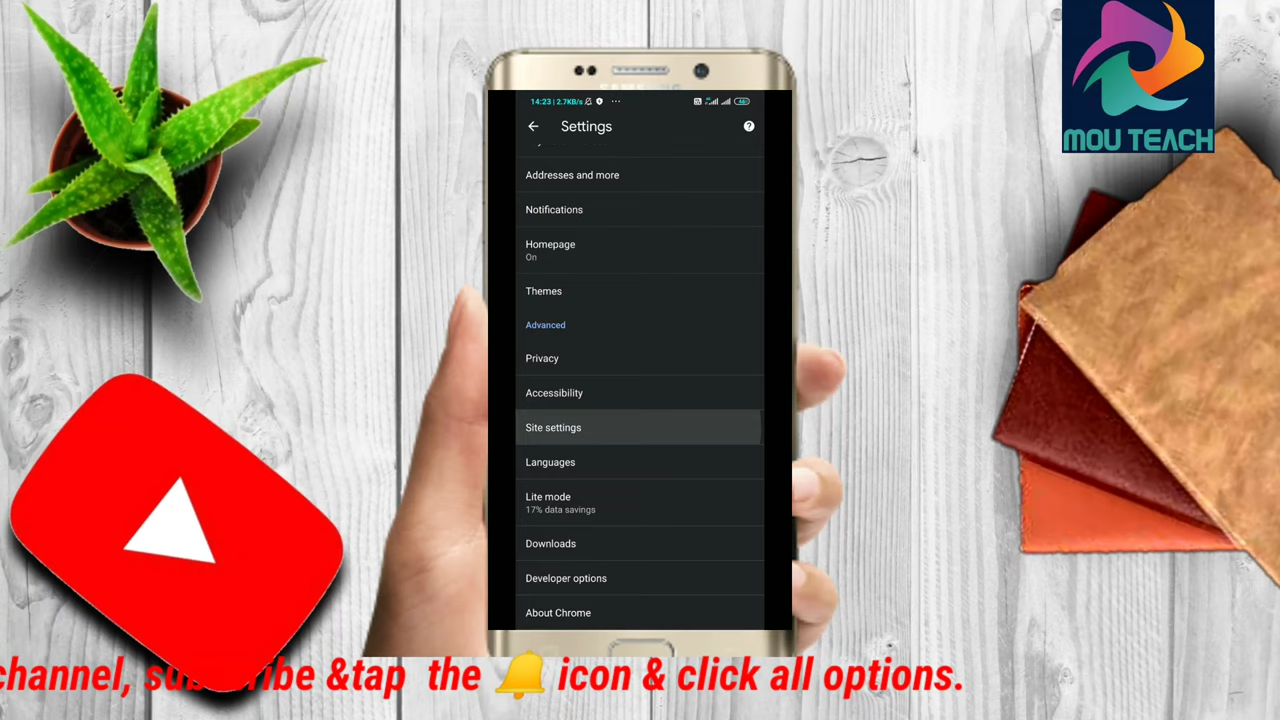 MOU TEACH
14:23 | 2.7KB/s
Settings
Addresses and more
Notifications
Homepage
On
Themes
Advanced
Privacy
Accessibility
Site settings
Languages
Lite mode
17% data savings
Downloads
Developer options
About Chrome
channel, subscribe &tap the 🔔 icon & click all options.